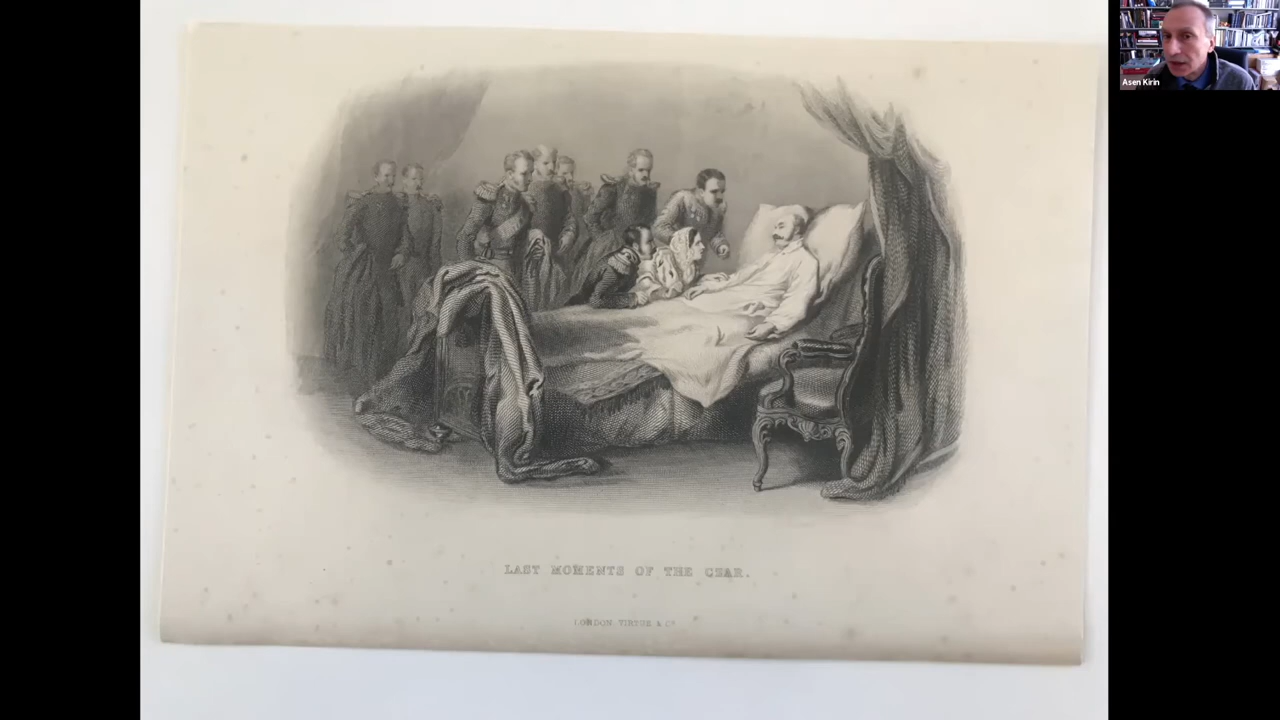 Asen Kirin
LAST MOMENTS OF THE CZAR.
LONDON. VIRTUE & Co